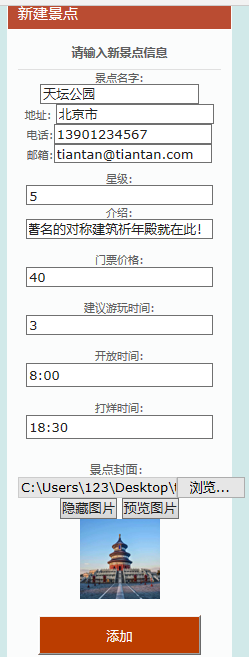 新建景点
请输入新景点信息
景点名字:
天坛公园
地址: 北京市
电话: 13901234567
邮箱: tiantan@tiantan.com
星级:
5
介绍:
著名的对称建筑祈年殿就在此!
门票价格:
40
建议游玩时间:
3
开放时间:
8:00
打烊时间:
18:30
景点封面:
C:\Users\123\Desktop\t 浏览...
隐藏图片 预览图片
添加